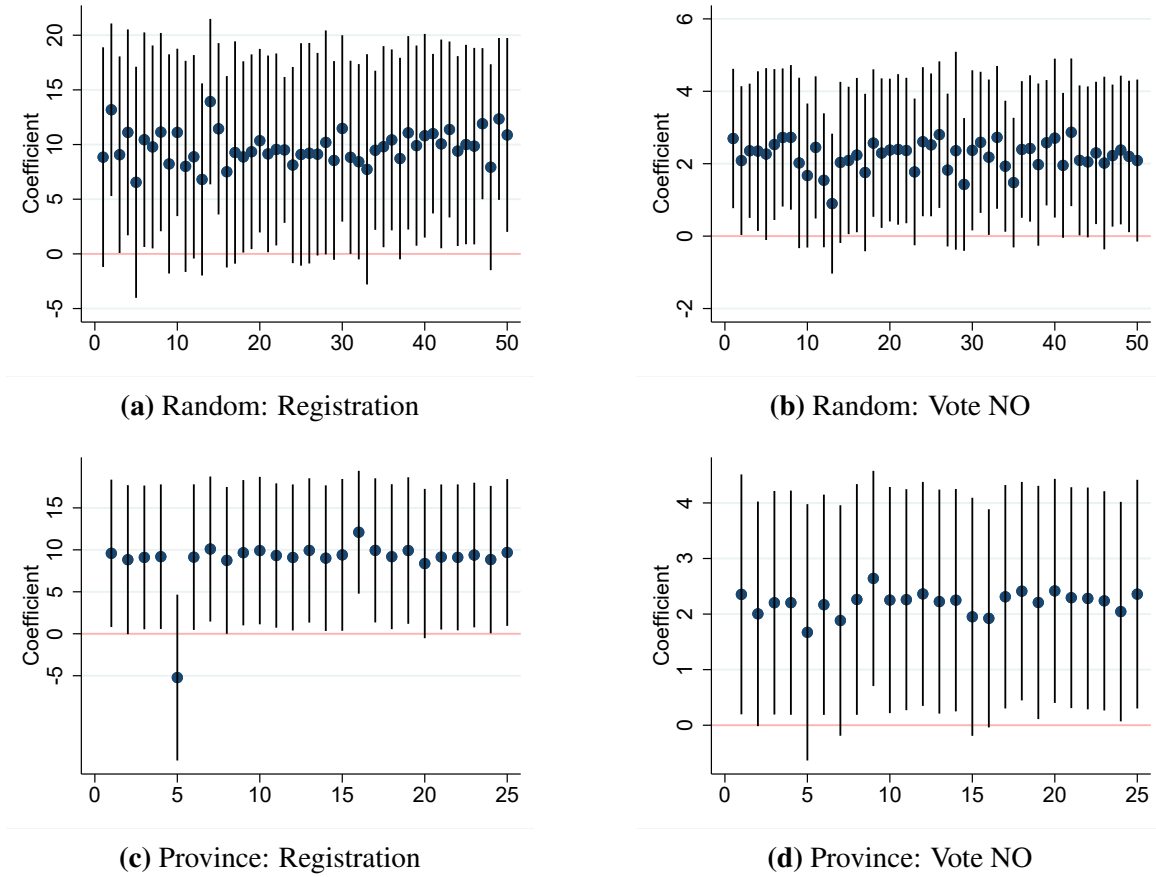 20
15
10
5
0
-5
Coefficient
0 10 20 30 40 50
(a) Random: Registration
6
4
2
0
-2
Coefficient
0 10 20 30 40 50
(b) Random: Vote NO
15
10
5
0
-5
Coefficient
0 5 10 15 20 25
(c) Province: Registration
4
3
2
1
0
Coefficient
0 5 10 15 20 25
(d) Province: Vote NO